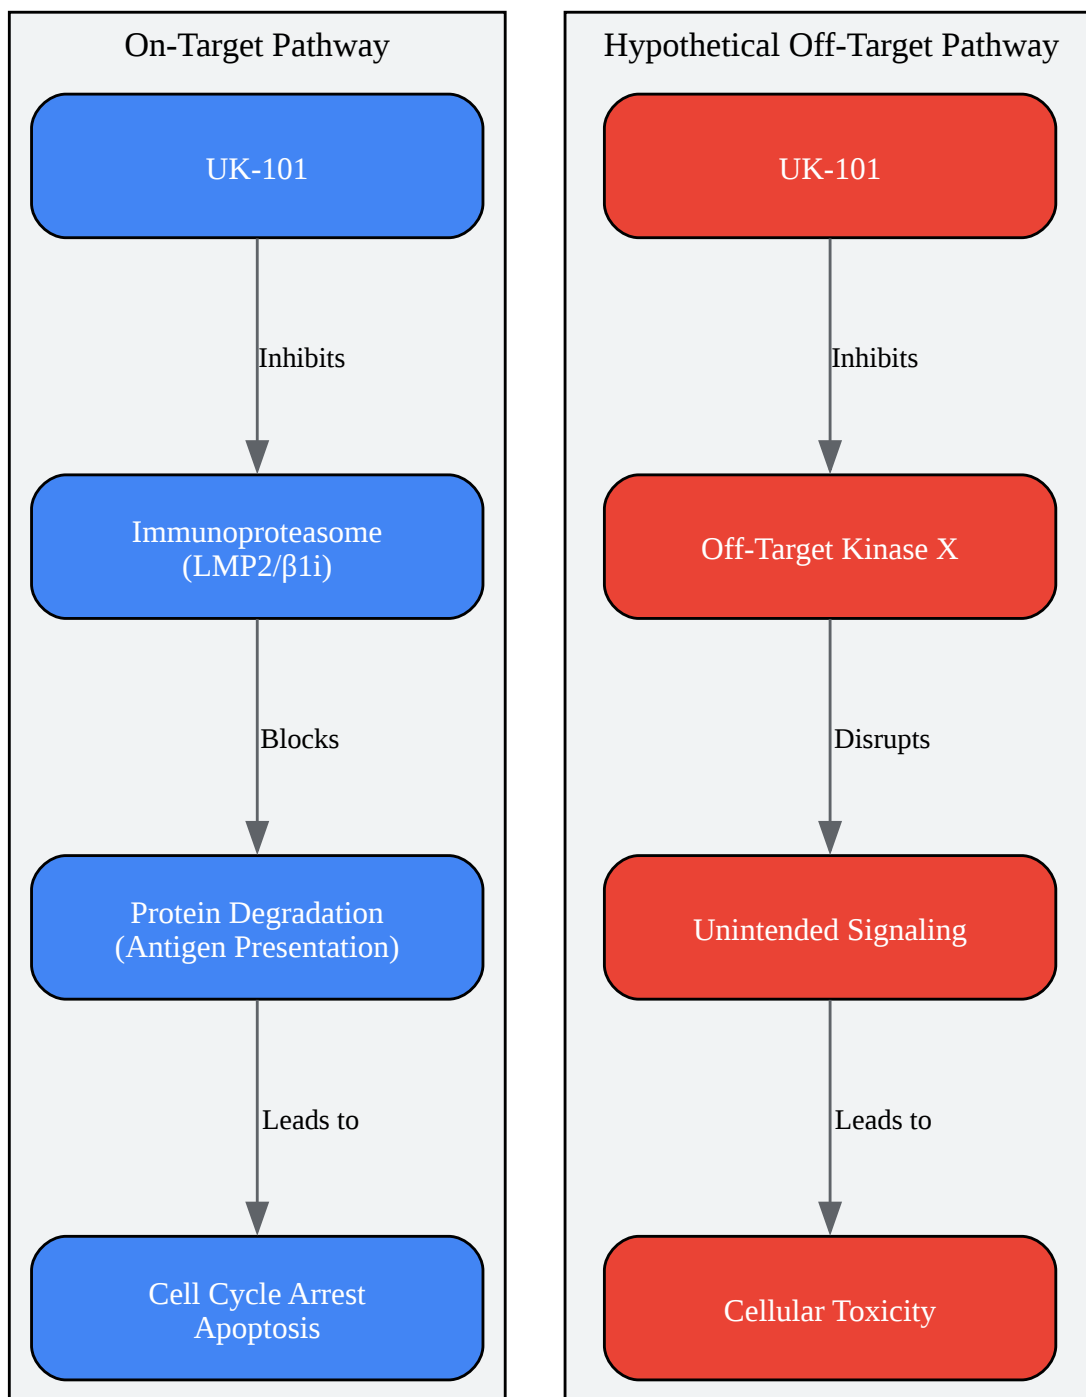 On-Target Pathway
UK-101
Inhibits
Immunoproteasome
(LMP2/β1i)
Blocks
Protein Degradation
(Antigen Presentation)
Leads to
Cell Cycle Arrest
Apoptosis
Hypothetical Off-Target Pathway
UK-101
Inhibits
Off-Target Kinase X
Disrupts
Unintended Signaling
Leads to
Cellular Toxicity